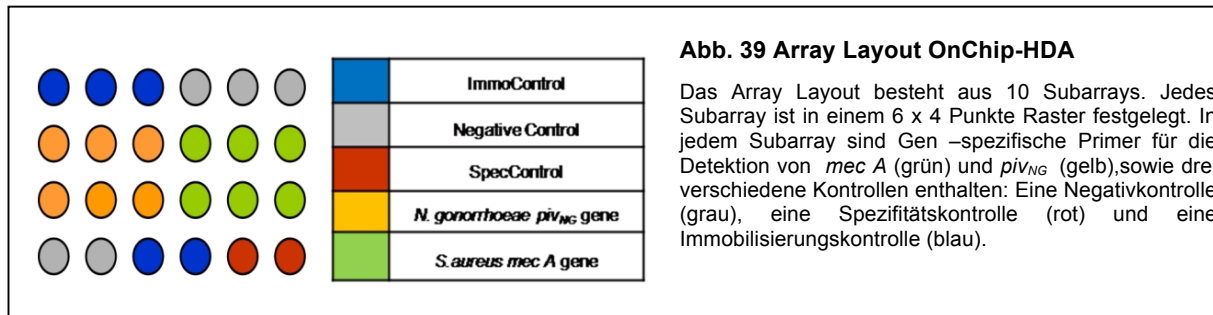 ImmoControl
Negative Control
SpecControl
N. gonorrhoeae piv_NG gene
S.aureus mec A gene
Abb. 39 Array Layout OnChip-HDA
Das Array Layout besteht aus 10 Subarrays. Jedes
Subarray ist in einem 6 x 4 Punkte Raster festgelegt. In
jedem Subarray sind Gen –spezifische Primer für die
Detektion von mec A (grün) und piv_NG (gelb),sowie drei
verschiedene Kontrollen enthalten: Eine Negativkontrolle
(grau), eine Spezifitätskontrolle (rot) und eine
Immobilisierungskontrolle (blau).